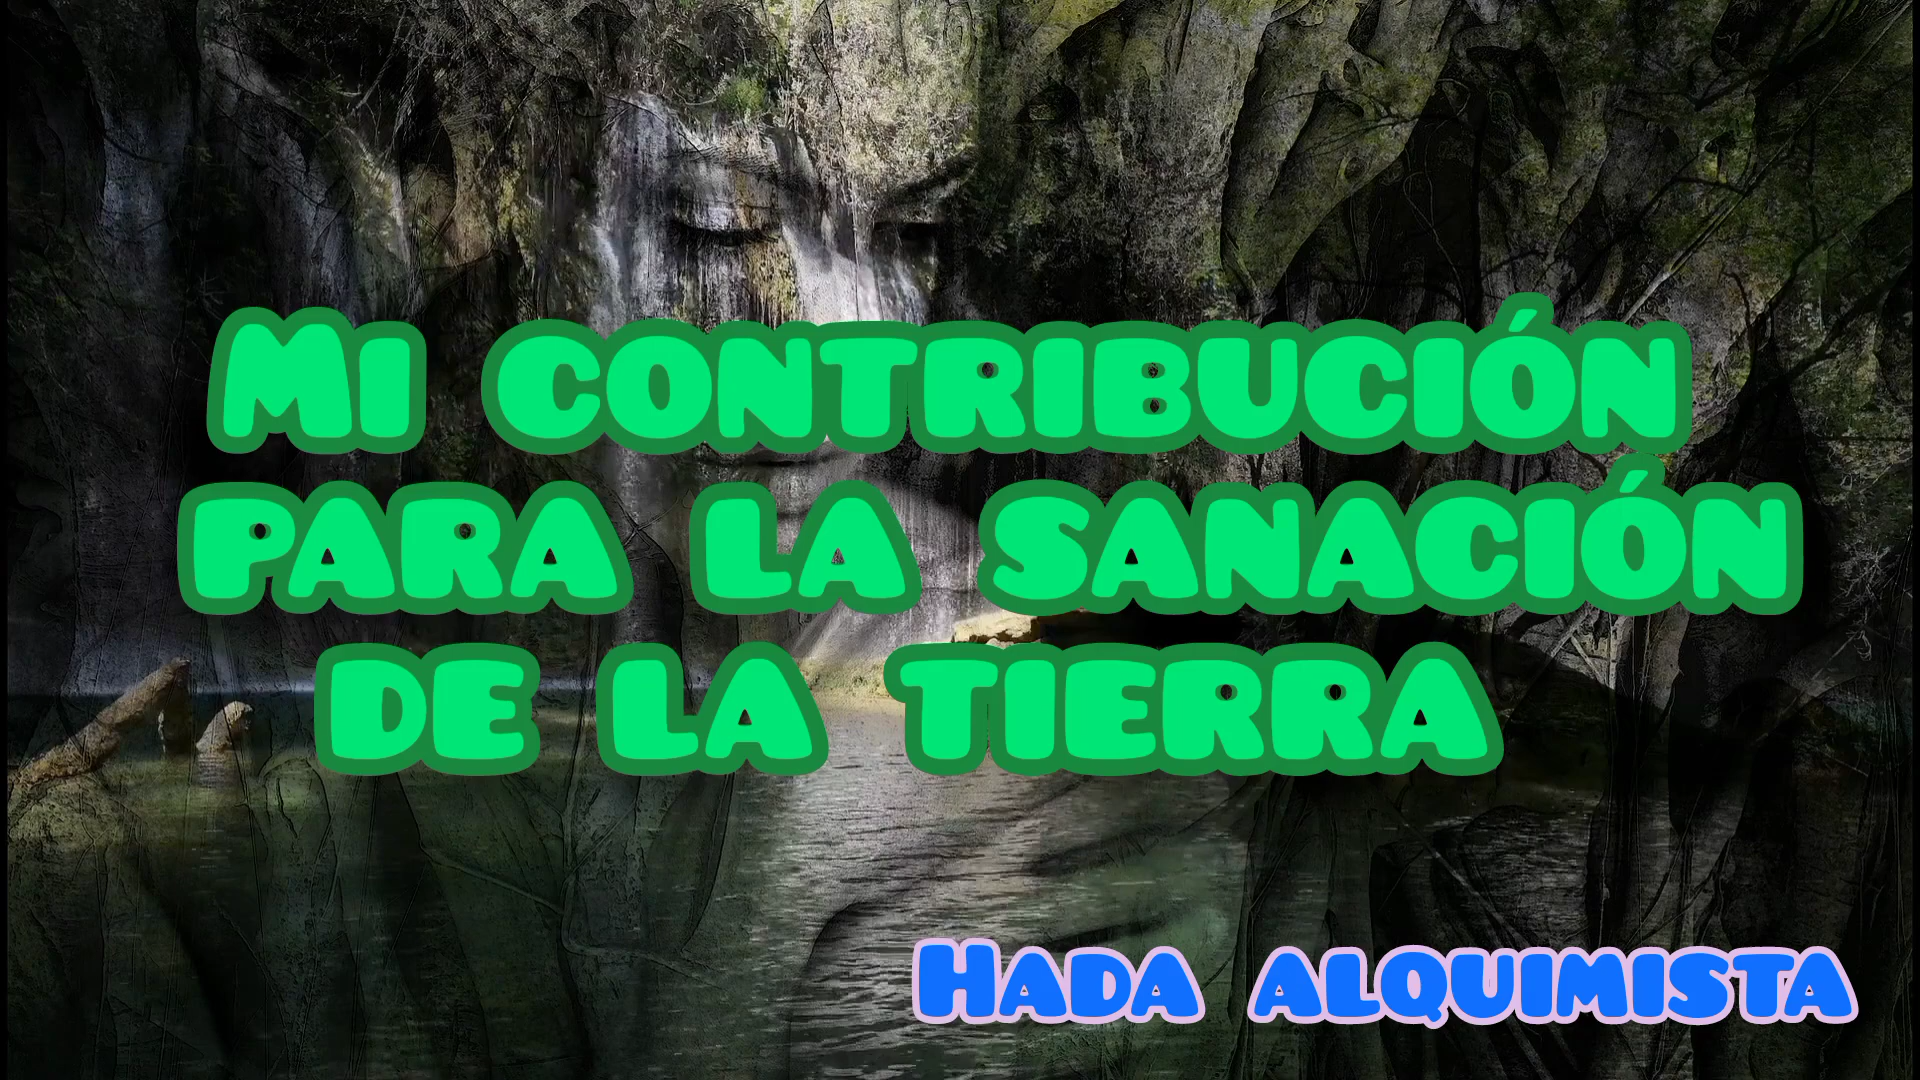 Mi contribución
para la sanación
de la tierra
Hada alquimista